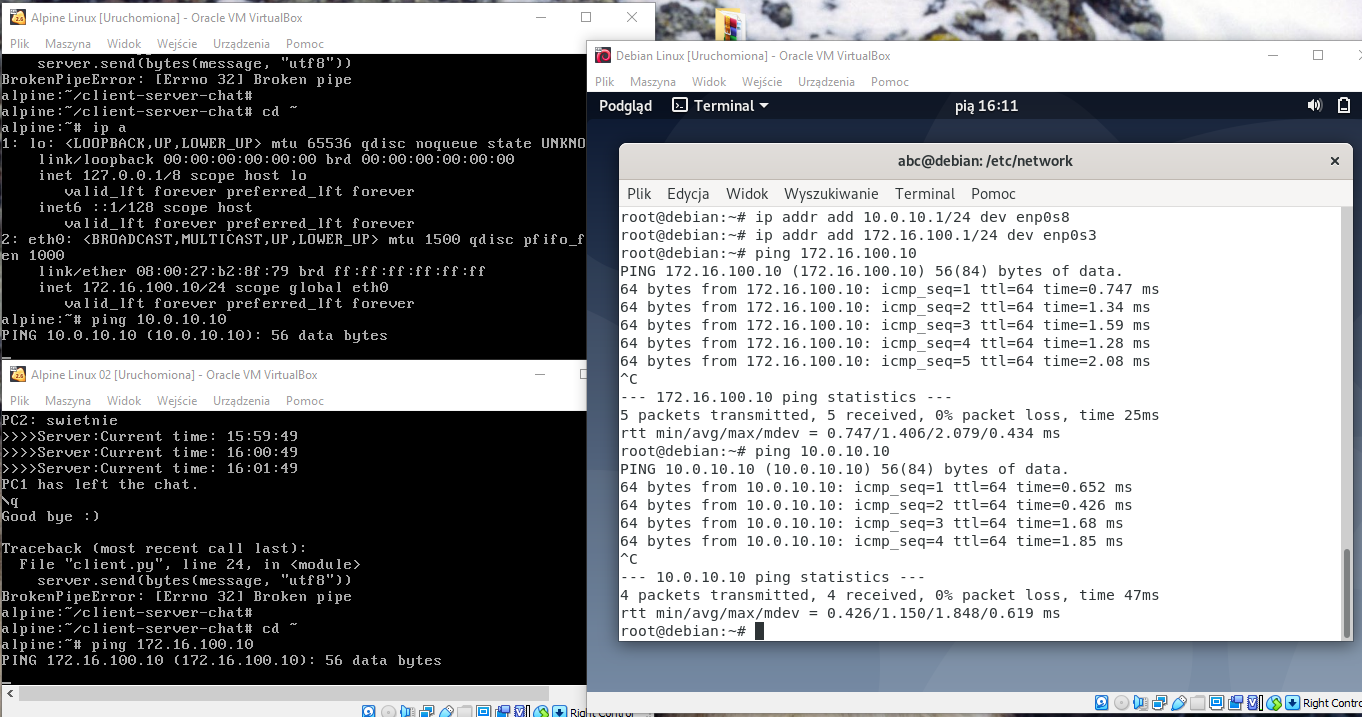 Alpine Linux [Uruchomiona] - Oracle VM VirtualBox
Plik Maszyna Widok Wejście Urządzenia Pomoc
server.send(bytes(message, "utf8"))
BrokenPipeError: [Errno 32] Broken pipe
alpine:~/client-server-chat#
alpine:~/client-server-chat# cd ~
alpine:~# ip a
1: lo: <LOOPBACK,UP,LOWER_UP> mtu 65536 qdisc noqueue state UNKNO
link/loopback 00:00:00:00:00:00 brd 00:00:00:00:00:00
inet 127.0.0.1/8 scope host lo
valid_lft forever preferred_lft forever
inet6 ::1/128 scope host
valid_lft forever preferred_lft forever
2: eth0: <BROADCAST,MULTICAST,UP,LOWER_UP> mtu 1500 qdisc pfifo_f
en 1000
link/ether 08:00:27:b2:8f:79 brd ff:ff:ff:ff:ff:ff
inet 172.16.100.10/24 scope global eth0
valid_lft forever preferred_lft forever
alpine:~# ping 10.0.10.10
PING 10.0.10.10 (10.0.10.10): 56 data bytes
Alpine Linux 02 [Uruchomiona] - Oracle VM VirtualBox
Plik Maszyna Widok Wejście Urządzenia Pomoc
PC2: swietnie
>>>>Server:Current time: 15:59:49
>>>>Server:Current time: 16:00:49
>>>>Server:Current time: 16:01:49
PC1 has left the chat.
\q
Good bye :)
Traceback (most recent call last):
File "client.py", line 24, in <module>
server.send(bytes(message, "utf8"))
BrokenPipeError: [Errno 32] Broken pipe
alpine:~/client-server-chat#
alpine:~/client-server-chat# cd ~
alpine:~# ping 172.16.100.10
PING 172.16.100.10 (172.16.100.10): 56 data bytes
Right Control
Debian Linux [Uruchomiona] - Oracle VM VirtualBox
Plik Maszyna Widok Wejście Urządzenia Pomoc
Podgląd Terminal pią 16:11
abc@debian: /etc/network
Plik Edycja Widok Wyszukiwanie Terminal Pomoc
root@debian:~# ip addr add 10.0.10.1/24 dev enp0s8
root@debian:~# ip addr add 172.16.100.1/24 dev enp0s3
root@debian:~# ping 172.16.100.10
PING 172.16.100.10 (172.16.100.10) 56(84) bytes of data.
64 bytes from 172.16.100.10: icmp_seq=1 ttl=64 time=0.747 ms
64 bytes from 172.16.100.10: icmp_seq=2 ttl=64 time=1.34 ms
64 bytes from 172.16.100.10: icmp_seq=3 ttl=64 time=1.59 ms
64 bytes from 172.16.100.10: icmp_seq=4 ttl=64 time=1.28 ms
64 bytes from 172.16.100.10: icmp_seq=5 ttl=64 time=2.08 ms
^C
--- 172.16.100.10 ping statistics ---
5 packets transmitted, 5 received, 0% packet loss, time 25ms
rtt min/avg/max/mdev = 0.747/1.406/2.079/0.434 ms
root@debian:~# ping 10.0.10.10
PING 10.0.10.10 (10.0.10.10) 56(84) bytes of data.
64 bytes from 10.0.10.10: icmp_seq=1 ttl=64 time=0.652 ms
64 bytes from 10.0.10.10: icmp_seq=2 ttl=64 time=0.426 ms
64 bytes from 10.0.10.10: icmp_seq=3 ttl=64 time=1.68 ms
64 bytes from 10.0.10.10: icmp_seq=4 ttl=64 time=1.85 ms
^C
--- 10.0.10.10 ping statistics ---
4 packets transmitted, 4 received, 0% packet loss, time 47ms
rtt min/avg/max/mdev = 0.426/1.150/1.848/0.619 ms
root@debian:~#
Right Contro